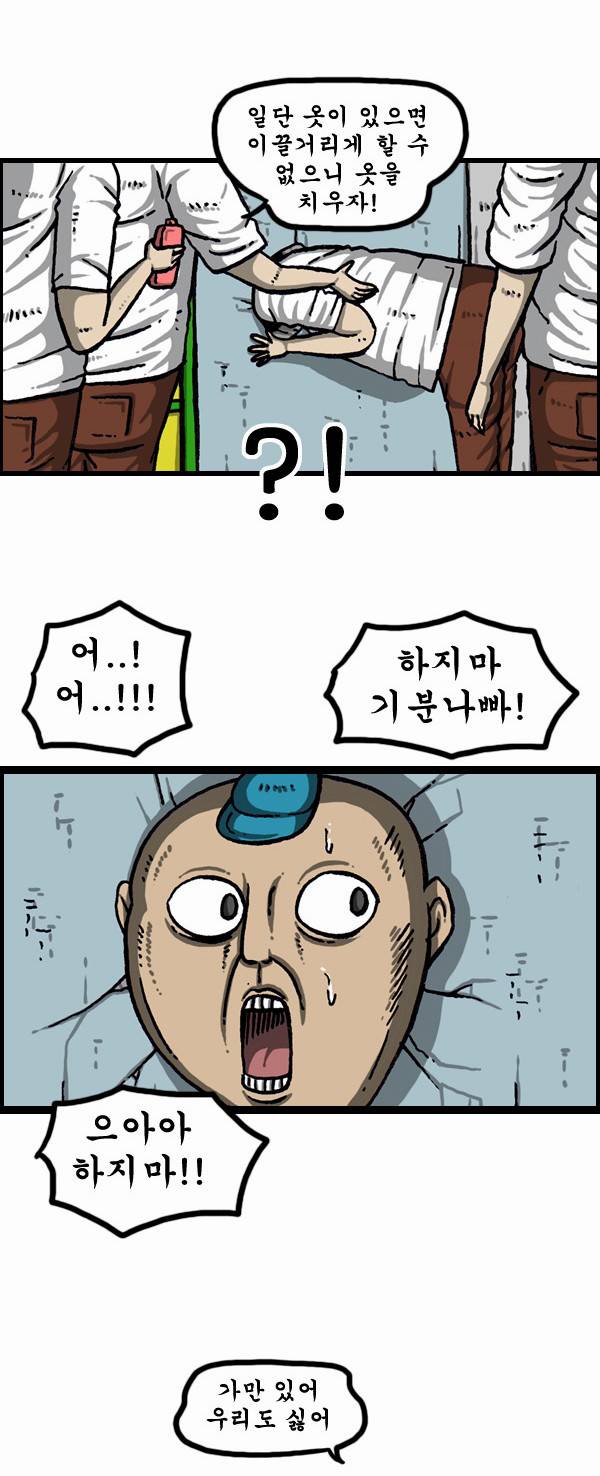 일단 옷이 있으면
이끌거리게 할 수
없으니 옷을
치우자!
?!
어..!
어..!!!
하지마
기분나빠!
으아아
하지마!!
가만 있어
우리도 싫어